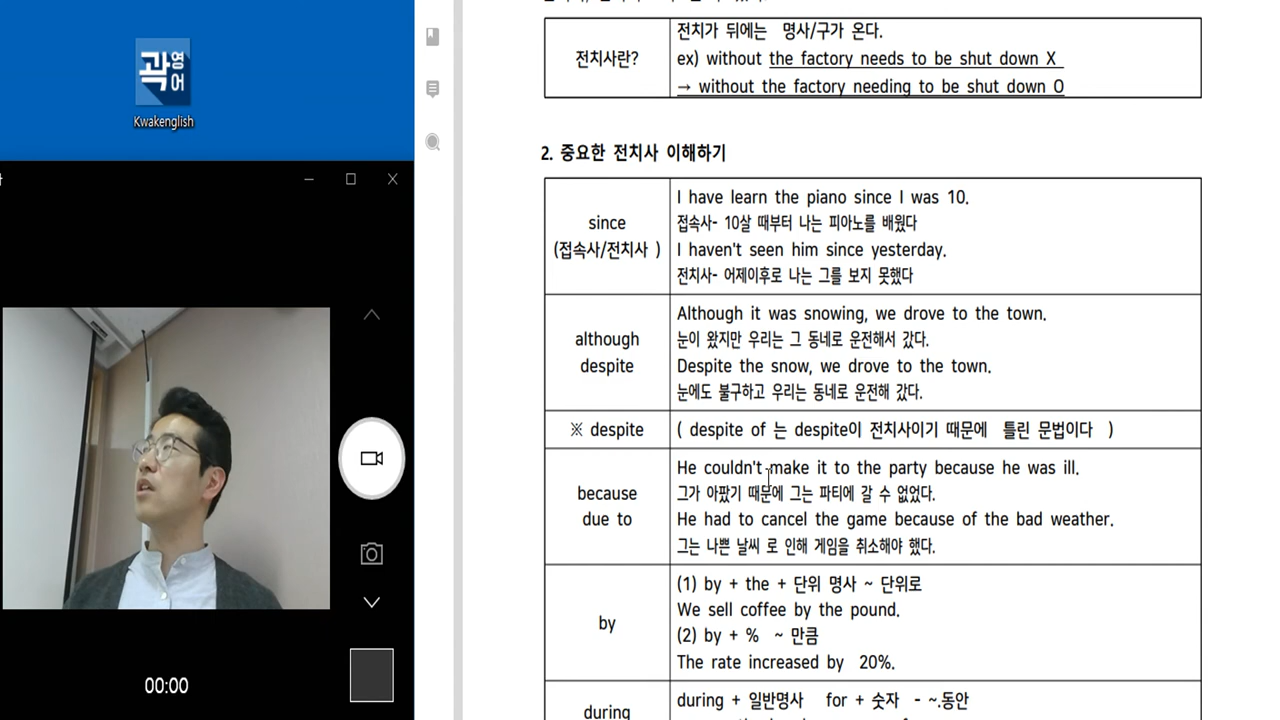 곽영어
Kwakenglish
00:00
전치사란?
전치가 뒤에는 명사/구가 온다.
ex) without the factory needs to be shut down X
→ without the factory needing to be shut down O
2. 중요한 전치사 이해하기
since
(접속사/전치사 )
I have learn the piano since I was 10.
접속사- 10살 때부터 나는 피아노를 배웠다
I haven't seen him since yesterday.
전치사- 어제이후로 나는 그를 보지 못했다
although
despite
Although it was snowing, we drove to the town.
눈이 왔지만 우리는 그 동네로 운전해서 갔다.
Despite the snow, we drove to the town.
눈에도 불구하고 우리는 동네로 운전해 갔다.
※ despite
( despite of 는 despite이 전치사이기 때문에 틀린 문법이다 )
because
due to
He couldn't make it to the party because he was ill.
그가 아팠기 때문에 그는 파티에 갈 수 없었다.
He had to cancel the game because of the bad weather.
그는 나쁜 날씨 로 인해 게임을 취소해야 했다.
by
(1) by + the + 단위 명사 ~ 단위로
We sell coffee by the pound.
(2) by + % ~ 만큼
The rate increased by 20%.
during
during + 일반명사 for + 숫자 - ~.동안